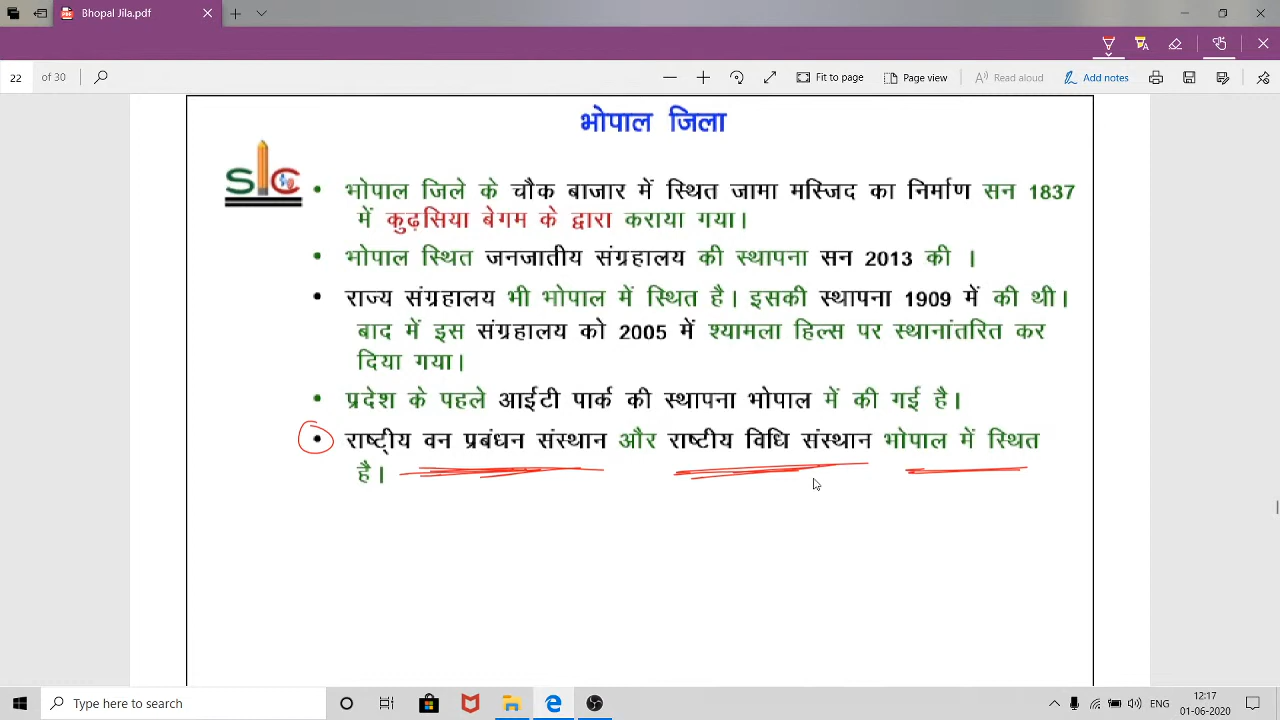 Bhopal Jila.pdf
22 of 30 Fit to page Page view Read aloud Add notes
भोपाल जिला
SLC
• भोपाल जिले के चौक बाजार में स्थित जामा मस्जिद का निर्माण सन 1837
में कुढ़सिया बेगम के द्वारा कराया गया।
• भोपाल स्थित जनजातीय संग्रहालय की स्थापना सन 2013 की ।
• राज्य संग्रहालय भी भोपाल में स्थित है। इसकी स्थापना 1909 में की थी।
बाद में इस संग्रहालय को 2005 में श्यामला हिल्स पर स्थानांतरित कर
दिया गया।
• प्रदेश के पहले आईटी पार्क की स्थापना भोपाल में की गई है।
• राष्ट्रीय वन प्रबंधन संस्थान और राष्टीय विधि संस्थान भोपाल में स्थित
है।
Type here to search ENG 12:17
01-06-2020